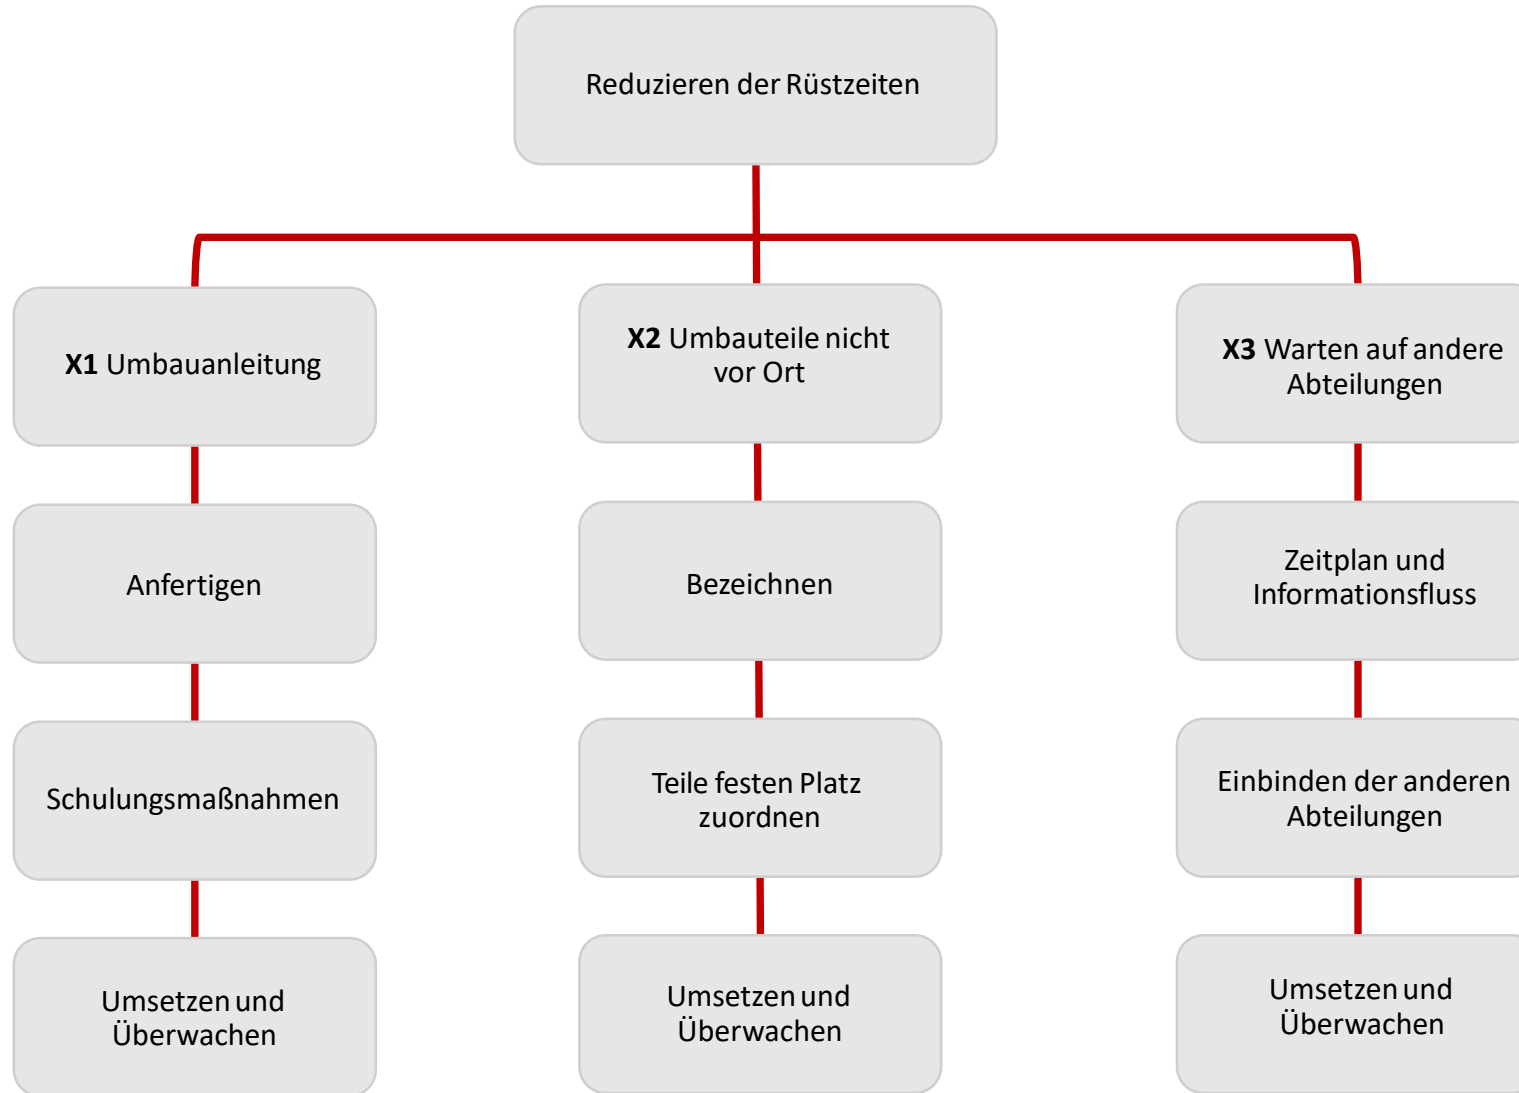 Reduzieren der Rüstzeiten
X1 Umbauanleitung
X2 Umbauteile nicht
vor Ort
X3 Warten auf andere
Abteilungen
Anfertigen
Bezeichnen
Zeitplan und
Informationsfluss
Schulungsmaßnahmen
Teile festen Platz
zuordnen
Einbinden der anderen
Abteilungen
Umsetzen und
Überwachen
Umsetzen und
Überwachen
Umsetzen und
Überwachen